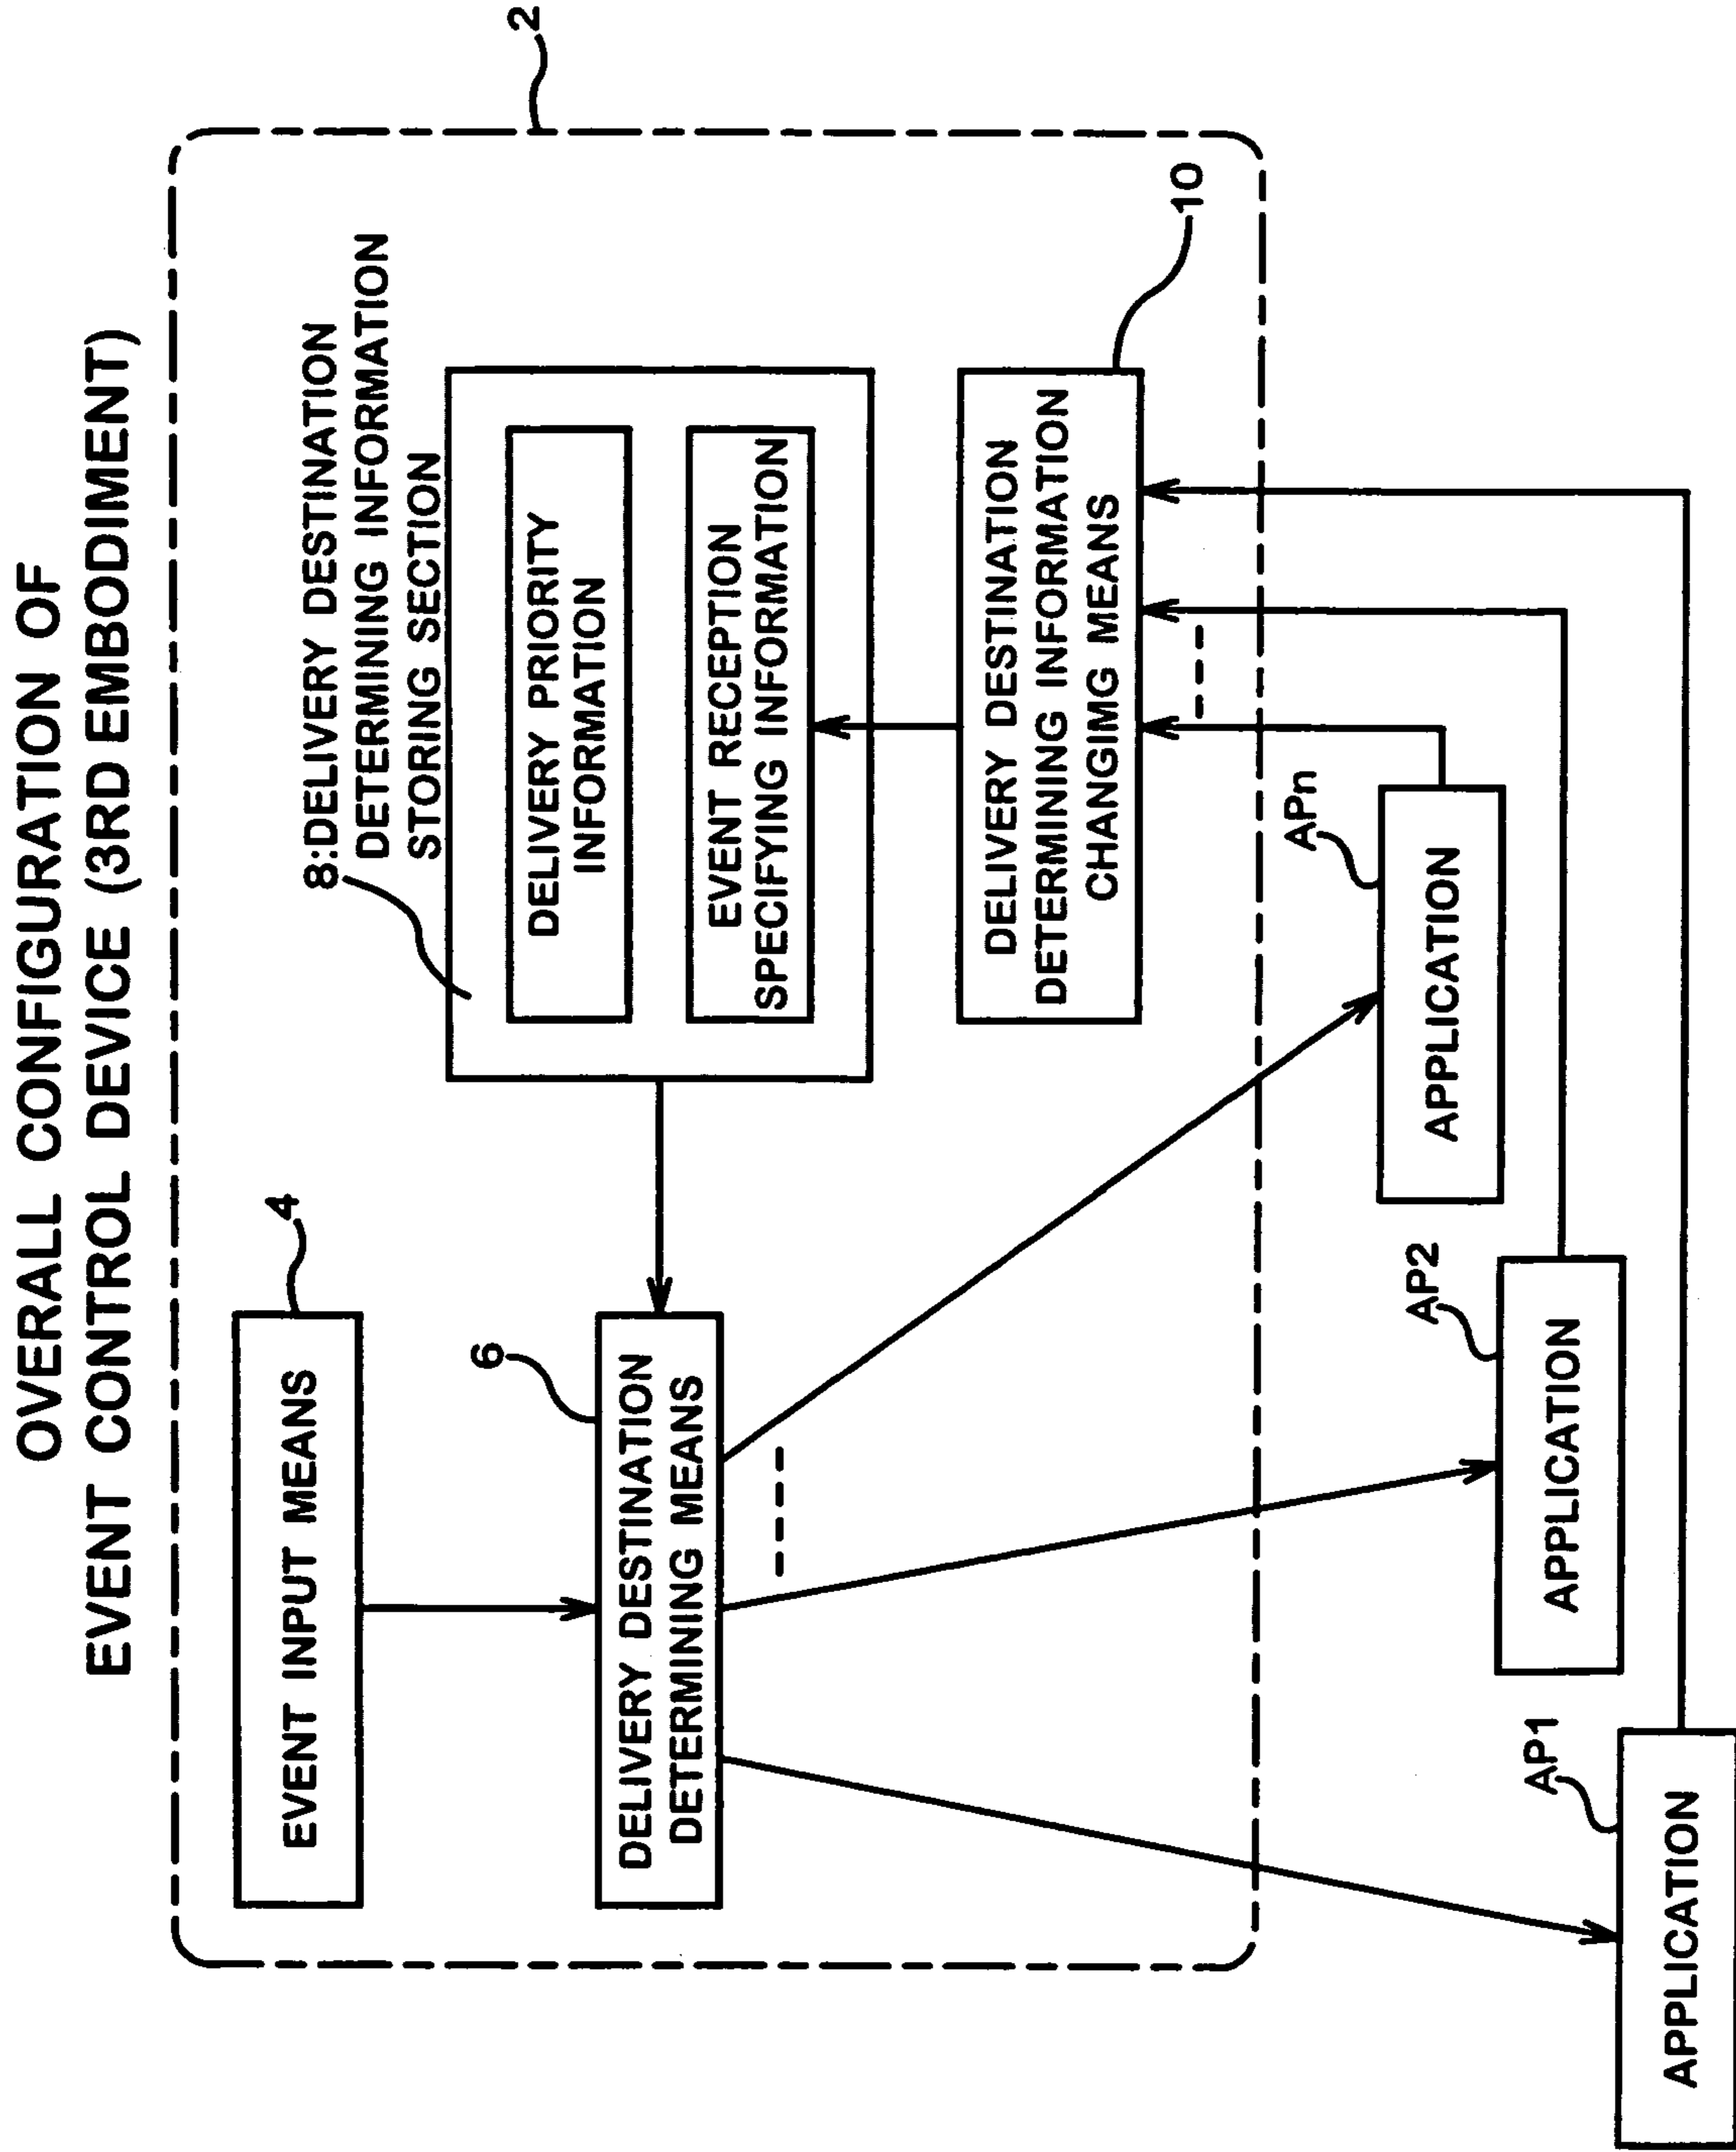 OVERALL CONFIGURATION OF
EVENT CONTROL DEVICE (3RD EMBODIMENT)
2
4
EVENT INPUT MEANS
8:DELIVERY DESTINATION
DETERMINING INFORMATION
STORING SECTION
DELIVERY PRIORITY
INFORMATION
EVENT RECEPTION
SPECIFYING INFORMATION
6
DELIVERY DESTINATION
DETERMINING MEANS
10
DELIVERY DESTINATION
DETERMINING INFORMATION
CHANGIMG MEANS
APn
APPLICATION
AP2
APPLICATION
AP1
APPLICATION